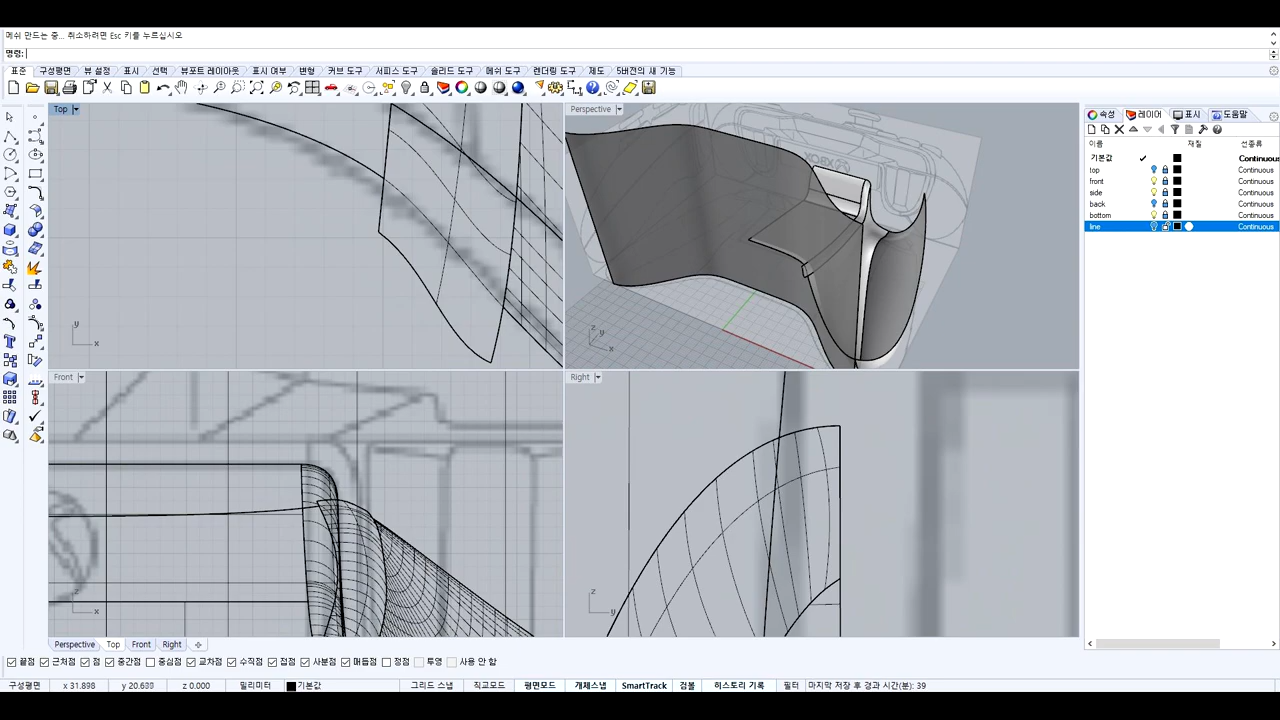 메쉬 만드는 중... 취소하려면 Esc 키를 누르십시오
명령:
표준 구성평면 뷰 설정 표시 선택 뷰포트 레이아웃 표시 여부 변형 커브 도구 서피스 도구 솔리드 도구 메쉬 도구 렌더링 도구 제도 5버전의 새 기능
Top
Perspective
속성 레이어 표시 도움말
이름 재질 선종류
기본값 Continuous
top Continuous
front Continuous
side Continuous
back Continuous
bottom Continuous
line Continuous
XBOX
y
x
z
y
x
Front
Right
z
x
z
y
Perspective Top Front Right
끝점 근처점 점 중간점 중심점 교차점 수직점 접점 사분점 매듭점 정점 투영 사용 안 함
구성평면 x 31.898 y 20.639 z 0.000 밀리미터 기본값 그리드 스냅 직교모드 평면모드 개체스냅 SmartTrack 검볼 히스토리 기록 필터 마지막 저장 후 경과 시간(분): 39